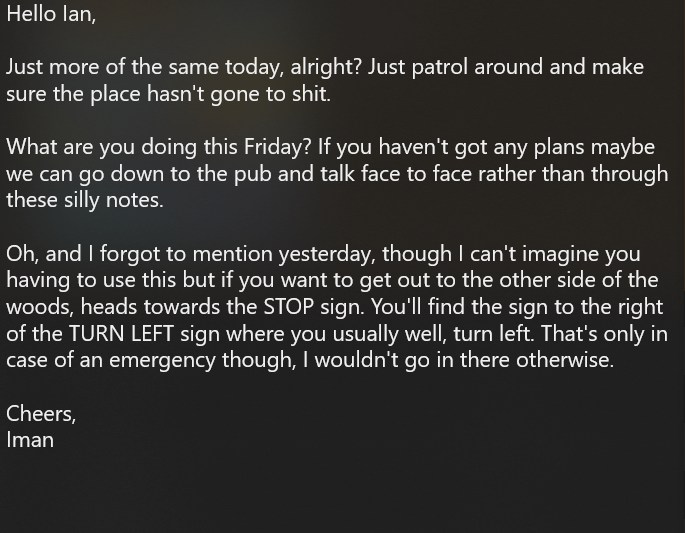 Hello Ian,
Just more of the same today, alright? Just patrol around and make
sure the place hasn't gone to shit.
What are you doing this Friday? If you haven't got any plans maybe
we can go down to the pub and talk face to face rather than through
these silly notes.
Oh, and I forgot to mention yesterday, though I can't imagine you
having to use this but if you want to get out to the other side of the
woods, heads towards the STOP sign. You'll find the sign to the right
of the TURN LEFT sign where you usually well, turn left. That's only in
case of an emergency though, I wouldn't go in there otherwise.
Cheers,
Iman